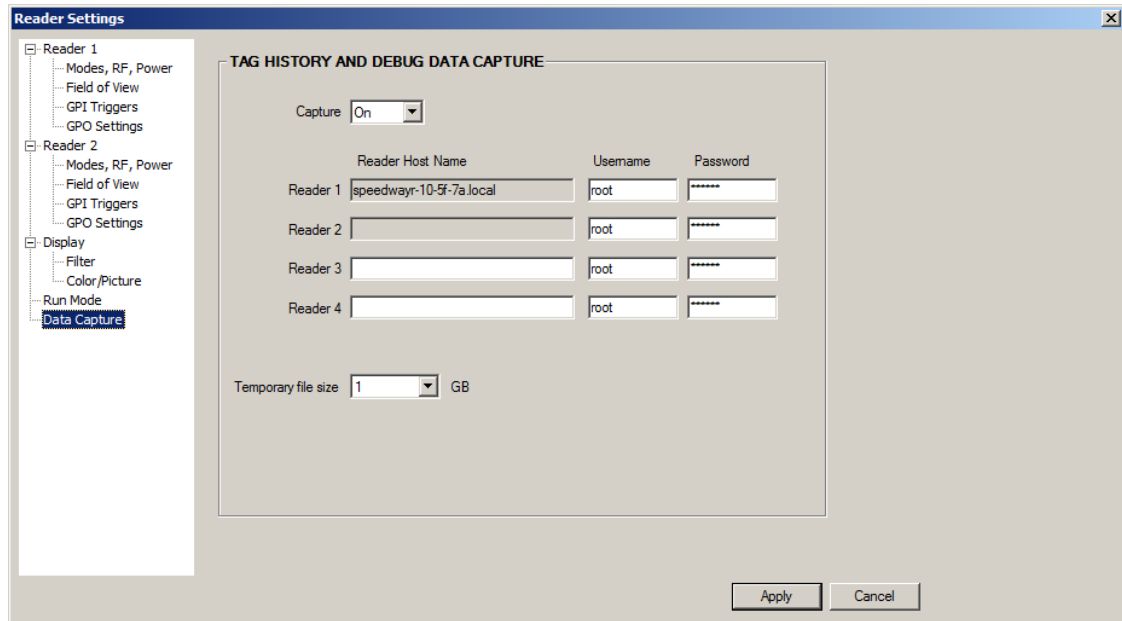 Reader Settings
Reader 1
Modes, RF, Power
Field of View
GPI Triggers
GPO Settings
Reader 2
Modes, RF, Power
Field of View
GPI Triggers
GPO Settings
Display
Filter
Color/Picture
Run Mode
Data Capture
TAG HISTORY AND DEBUG DATA CAPTURE
Capture On
Reader Host Name Username Password
Reader 1 speedwayr-10-5f-7a.local root ******
Reader 2 root ******
Reader 3 root ******
Reader 4 root ******
Temporary file size 1 GB
Apply Cancel